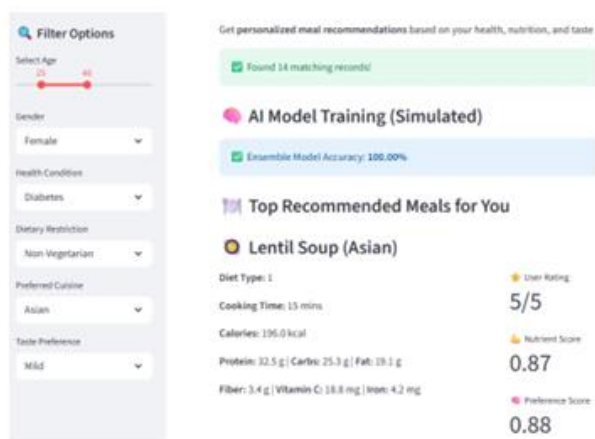 Filter Options
Select Age
25 40
Gender
Female
Health Condition
Diabetes
Dietary Restriction
Non-Vegetarian
Preferred Cuisine
Asian
Taste Preference
Mild
Get personalized meal recommendations based on your health, nutrition, and taste
Found 14 matching records!
AI Model Training (Simulated)
Ensemble Model Accuracy: 100.00%
Top Recommended Meals for You
Lentil Soup (Asian)
Diet Type: 1
Cooking Time: 15 mins
Calories: 196.0 kcal
Protein: 32.5 g | Carbs: 25.3 g | Fat: 19.1 g
Fiber: 3.4 g | Vitamin C: 18.8 mg | Iron: 4.2 mg
User Rating
5/5
Nutrient Score
0.87
Preference Score
0.88